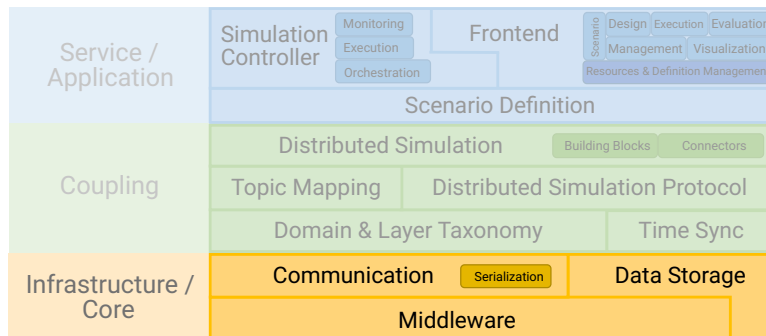 Service /
Application
Simulation
Controller
Monitoring
Execution
Orchestration
Frontend
Scenario
Design
Execution
Evaluation
Management
Visualization
Resources & Definition Management
Scenario Definition
Coupling
Distributed Simulation
Building Blocks
Connectors
Topic Mapping
Distributed Simulation Protocol
Domain & Layer Taxonomy
Time Sync
Infrastructure /
Core
Communication
Serialization
Data Storage
Middleware